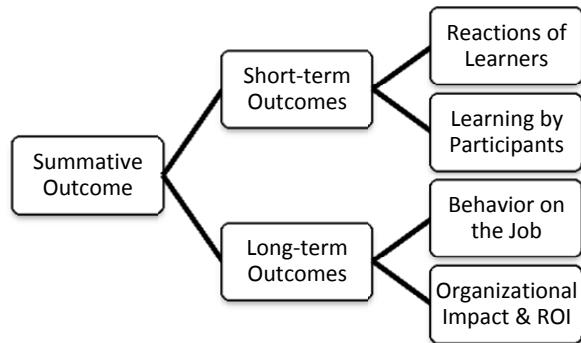 Summative
Outcome
Short-term
Outcomes
Reactions of
Learners
Learning by
Participants
Long-term
Outcomes
Behavior on
the Job
Organizational
Impact & ROI